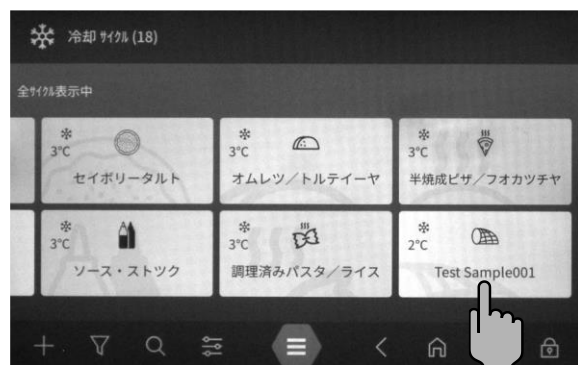 冷却 ｻｲｸﾙ (18)
全ｻｲｸﾙ表示中
3°C
セイボリータルト
3°C
オムレツ／トルテイーヤ
3°C
半焼成ピザ／フオカツチヤ
3°C
ソース・ストツク
3°C
調理済みパスタ／ライス
2°C
Test Sample001